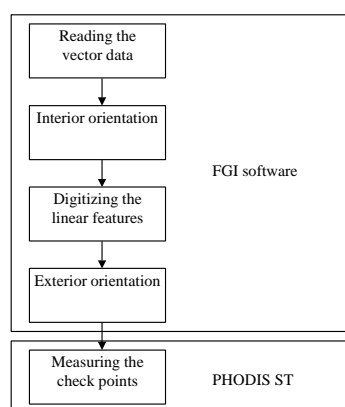 Reading the
vector data
Interior orientation
FGI software
Digitizing the
linear features
Exterior orientation
Measuring the
check points
PHODIS ST